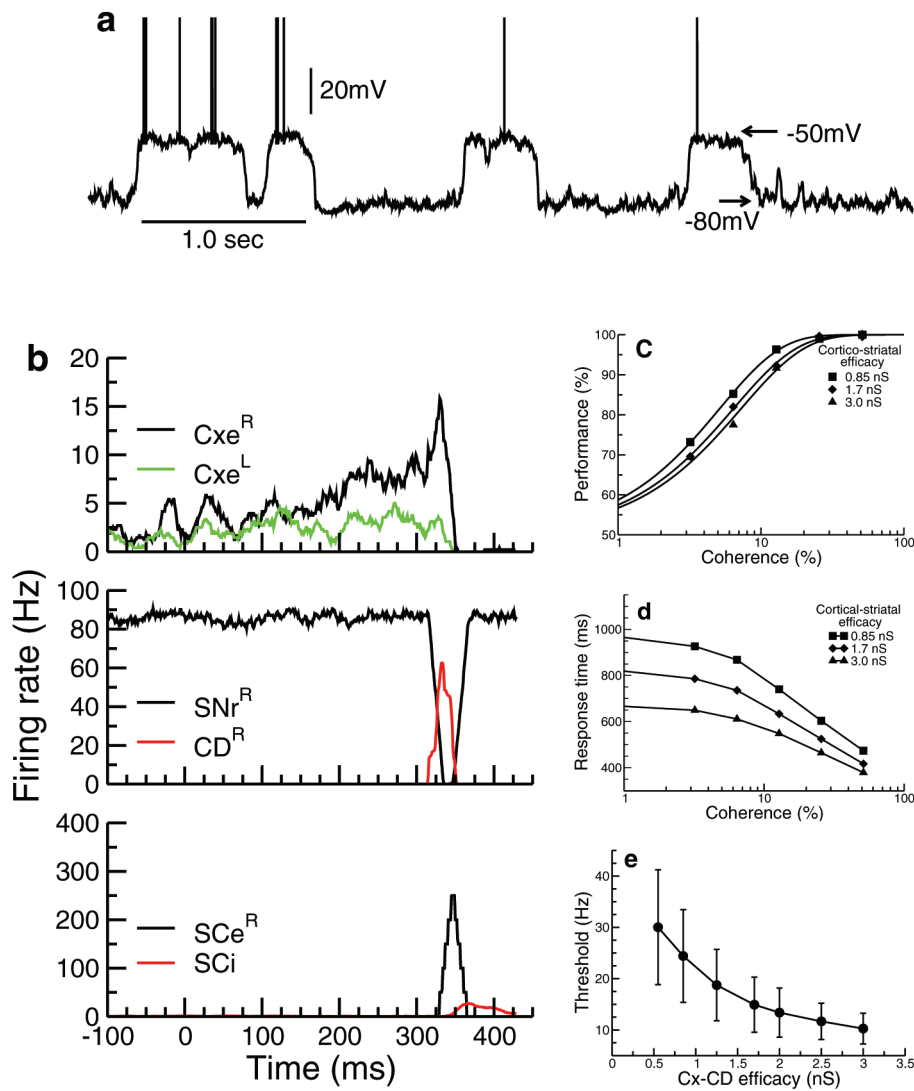 a
20mV
-50mV
-80mV
1.0 sec
b
Firing rate (Hz)
20
15
10
5
0
Cxe^R
Cxe^L
100
80
60
40
20
0
SNr^R
CD^R
400
300
200
100
0
SCe^R
SCi
-100 0 100 200 300 400
Time (ms)
c
Performance (%)
100
90
80
70
60
50
Cortico-striatal
efficacy
0.85 nS
1.7 nS
3.0 nS
1 10 100
Coherence (%)
d
Response time (ms)
1000
800
600
400
Cortical-striatal
efficacy
0.85 nS
1.7 nS
3.0 nS
1 10 100
Coherence (%)
e
Threshold (Hz)
40
30
20
10
0 0.5 1 1.5 2 2.5 3 3.5
Cx-CD efficacy (nS)